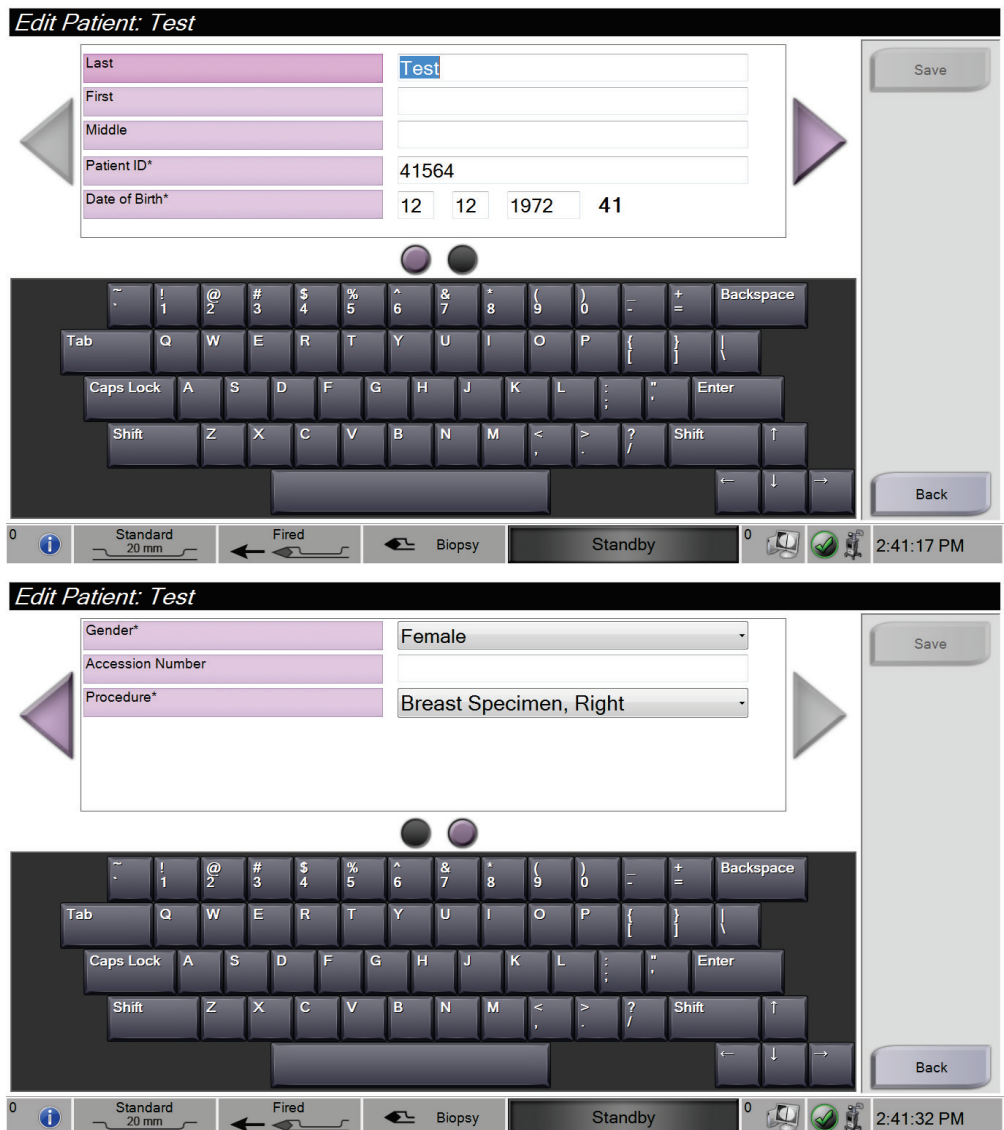 Edit Patient: Test
Last Test Save
First
Middle
Patient ID* 41564
Date of Birth* 12 12 1972 41
~ ! @ # $ % ^ & * ( ) _ + Backspace
` 1 2 3 4 5 6 7 8 9 0 - =
Tab Q W E R T Y U I O P { } |
[ ] \
Caps Lock A S D F G H J K L : " Enter
; '
Shift Z X C V B N M < > ? Shift ↑
, . /
← ↓ → Back
0 Standard Fired Biopsy Standby 0 2:41:17 PM
20 mm
Edit Patient: Test
Gender* Female Save
Accession Number
Procedure* Breast Specimen, Right
~ ! @ # $ % ^ & * ( ) _ + Backspace
` 1 2 3 4 5 6 7 8 9 0 - =
Tab Q W E R T Y U I O P { } |
[ ] \
Caps Lock A S D F G H J K L : " Enter
; '
Shift Z X C V B N M < > ? Shift ↑
, . /
← ↓ → Back
0 Standard Fired Biopsy Standby 0 2:41:32 PM
20 mm